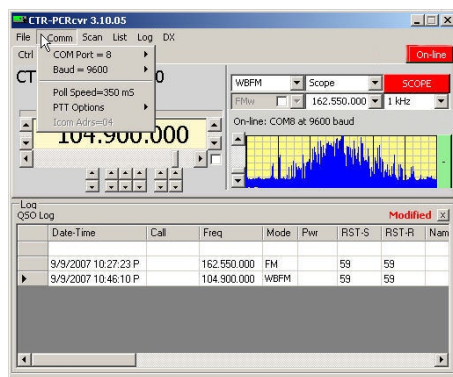 CTR-PCRcvr 3.10.05
File Comm Scan List Log DX
Ctrl COM Port = 8 On-line
Baud = 9600
CT 0 WBFM Scope SCOPE
Poll Speed=350 mS
PTT Options FMw 162.550.000 1 kHz
Icom Adrs=04
On-line: COM8 at 9600 baud
104.900.000
Log
QSO Log Modified x
Date-Time Call Freq Mode Pwr RST-S RST-R Nam
9/9/2007 10:27:23 P 162.550.000 FM 59 59
9/9/2007 10:46:10 P 104.900.000 WBFM 59 59